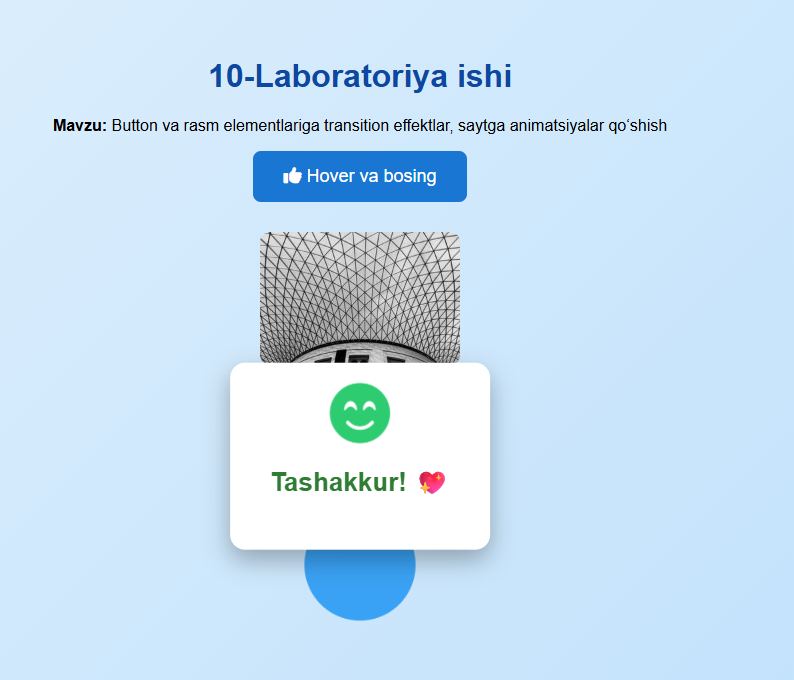 10-Laboratoriya ishi
Mavzu: Button va rasm elementlariga transition effektlar, saytga animatsiyalar qo‘shish
Hover va bosing
Tashakkur!